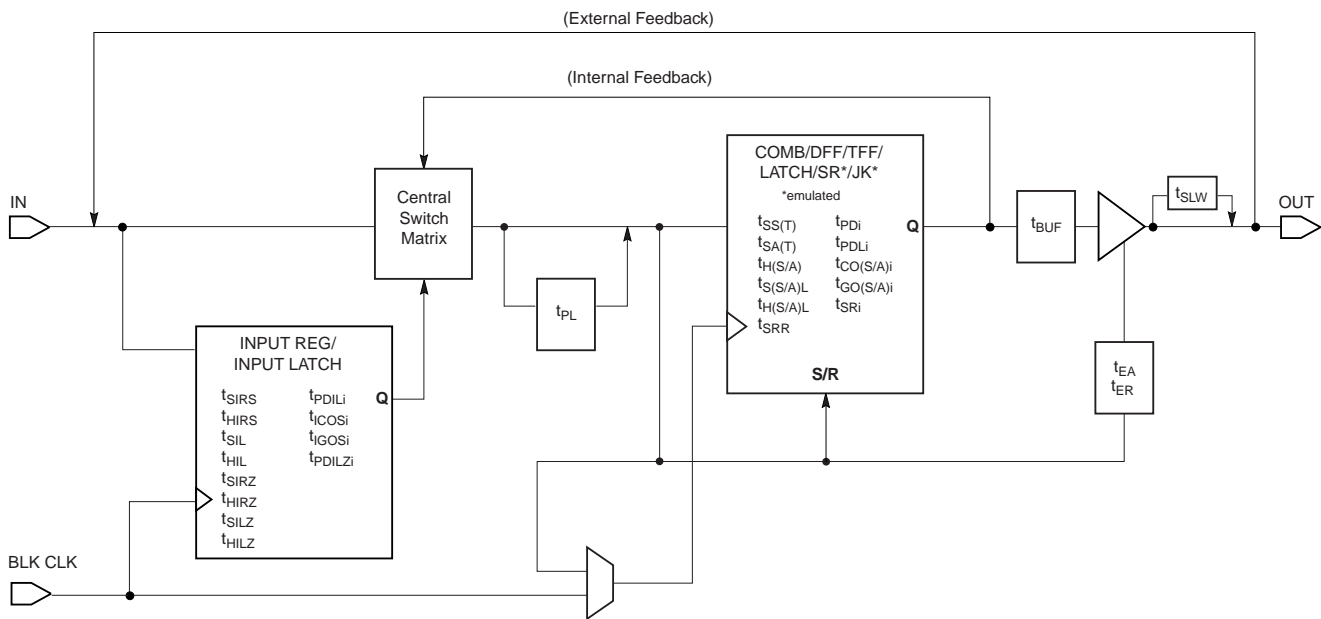 (External Feedback)
(Internal Feedback)
IN
Central
Switch
Matrix
COMB/DFF/TFF/
LATCH/SR*/JK*
*emulated
tSS(T) tPDi
tSA(T) tPDLi
tH(S/A) tCO(S/A)i
tS(S/A)L tGO(S/A)i
tH(S/A)L tSRi
tSRR
Q
S/R
tPL
tBUF
tSLW
OUT
tEA
tER
INPUT REG/
INPUT LATCH
tSIRS tPDILi
tHIRS tICOSi
tSIL tIGOSi
tHIL tPDILZi
tSIRZ
tHIRZ
tSILZ
tHILZ
Q
BLK CLK